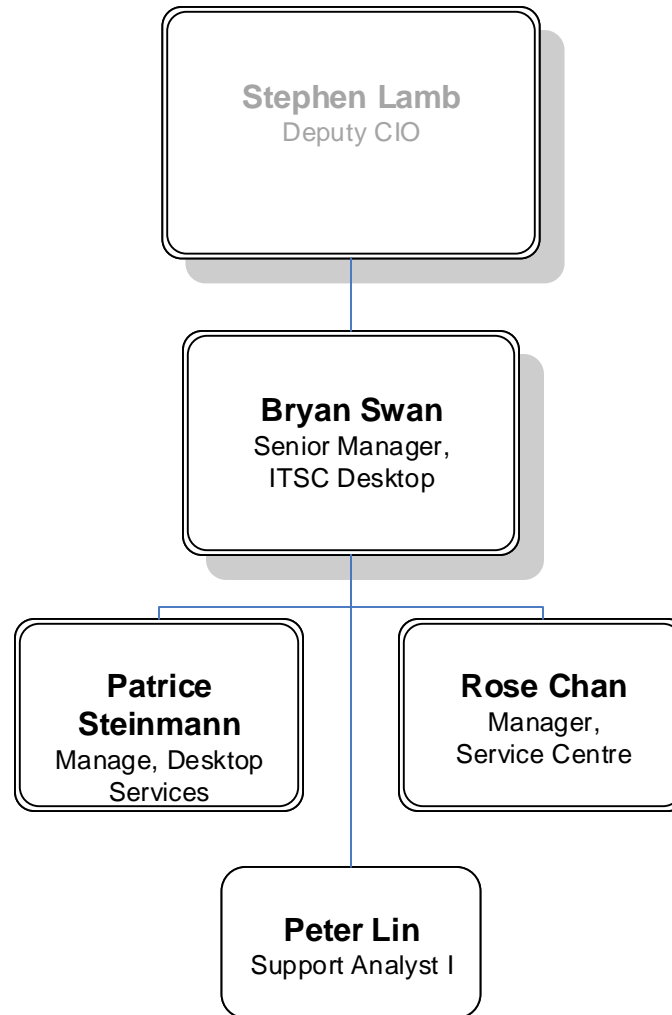 Stephen Lamb
Deputy CIO
Bryan Swan
Senior Manager,
ITSC Desktop
Patrice
Steinmann
Manage, Desktop
Services
Rose Chan
Manager,
Service Centre
Peter Lin
Support Analyst I